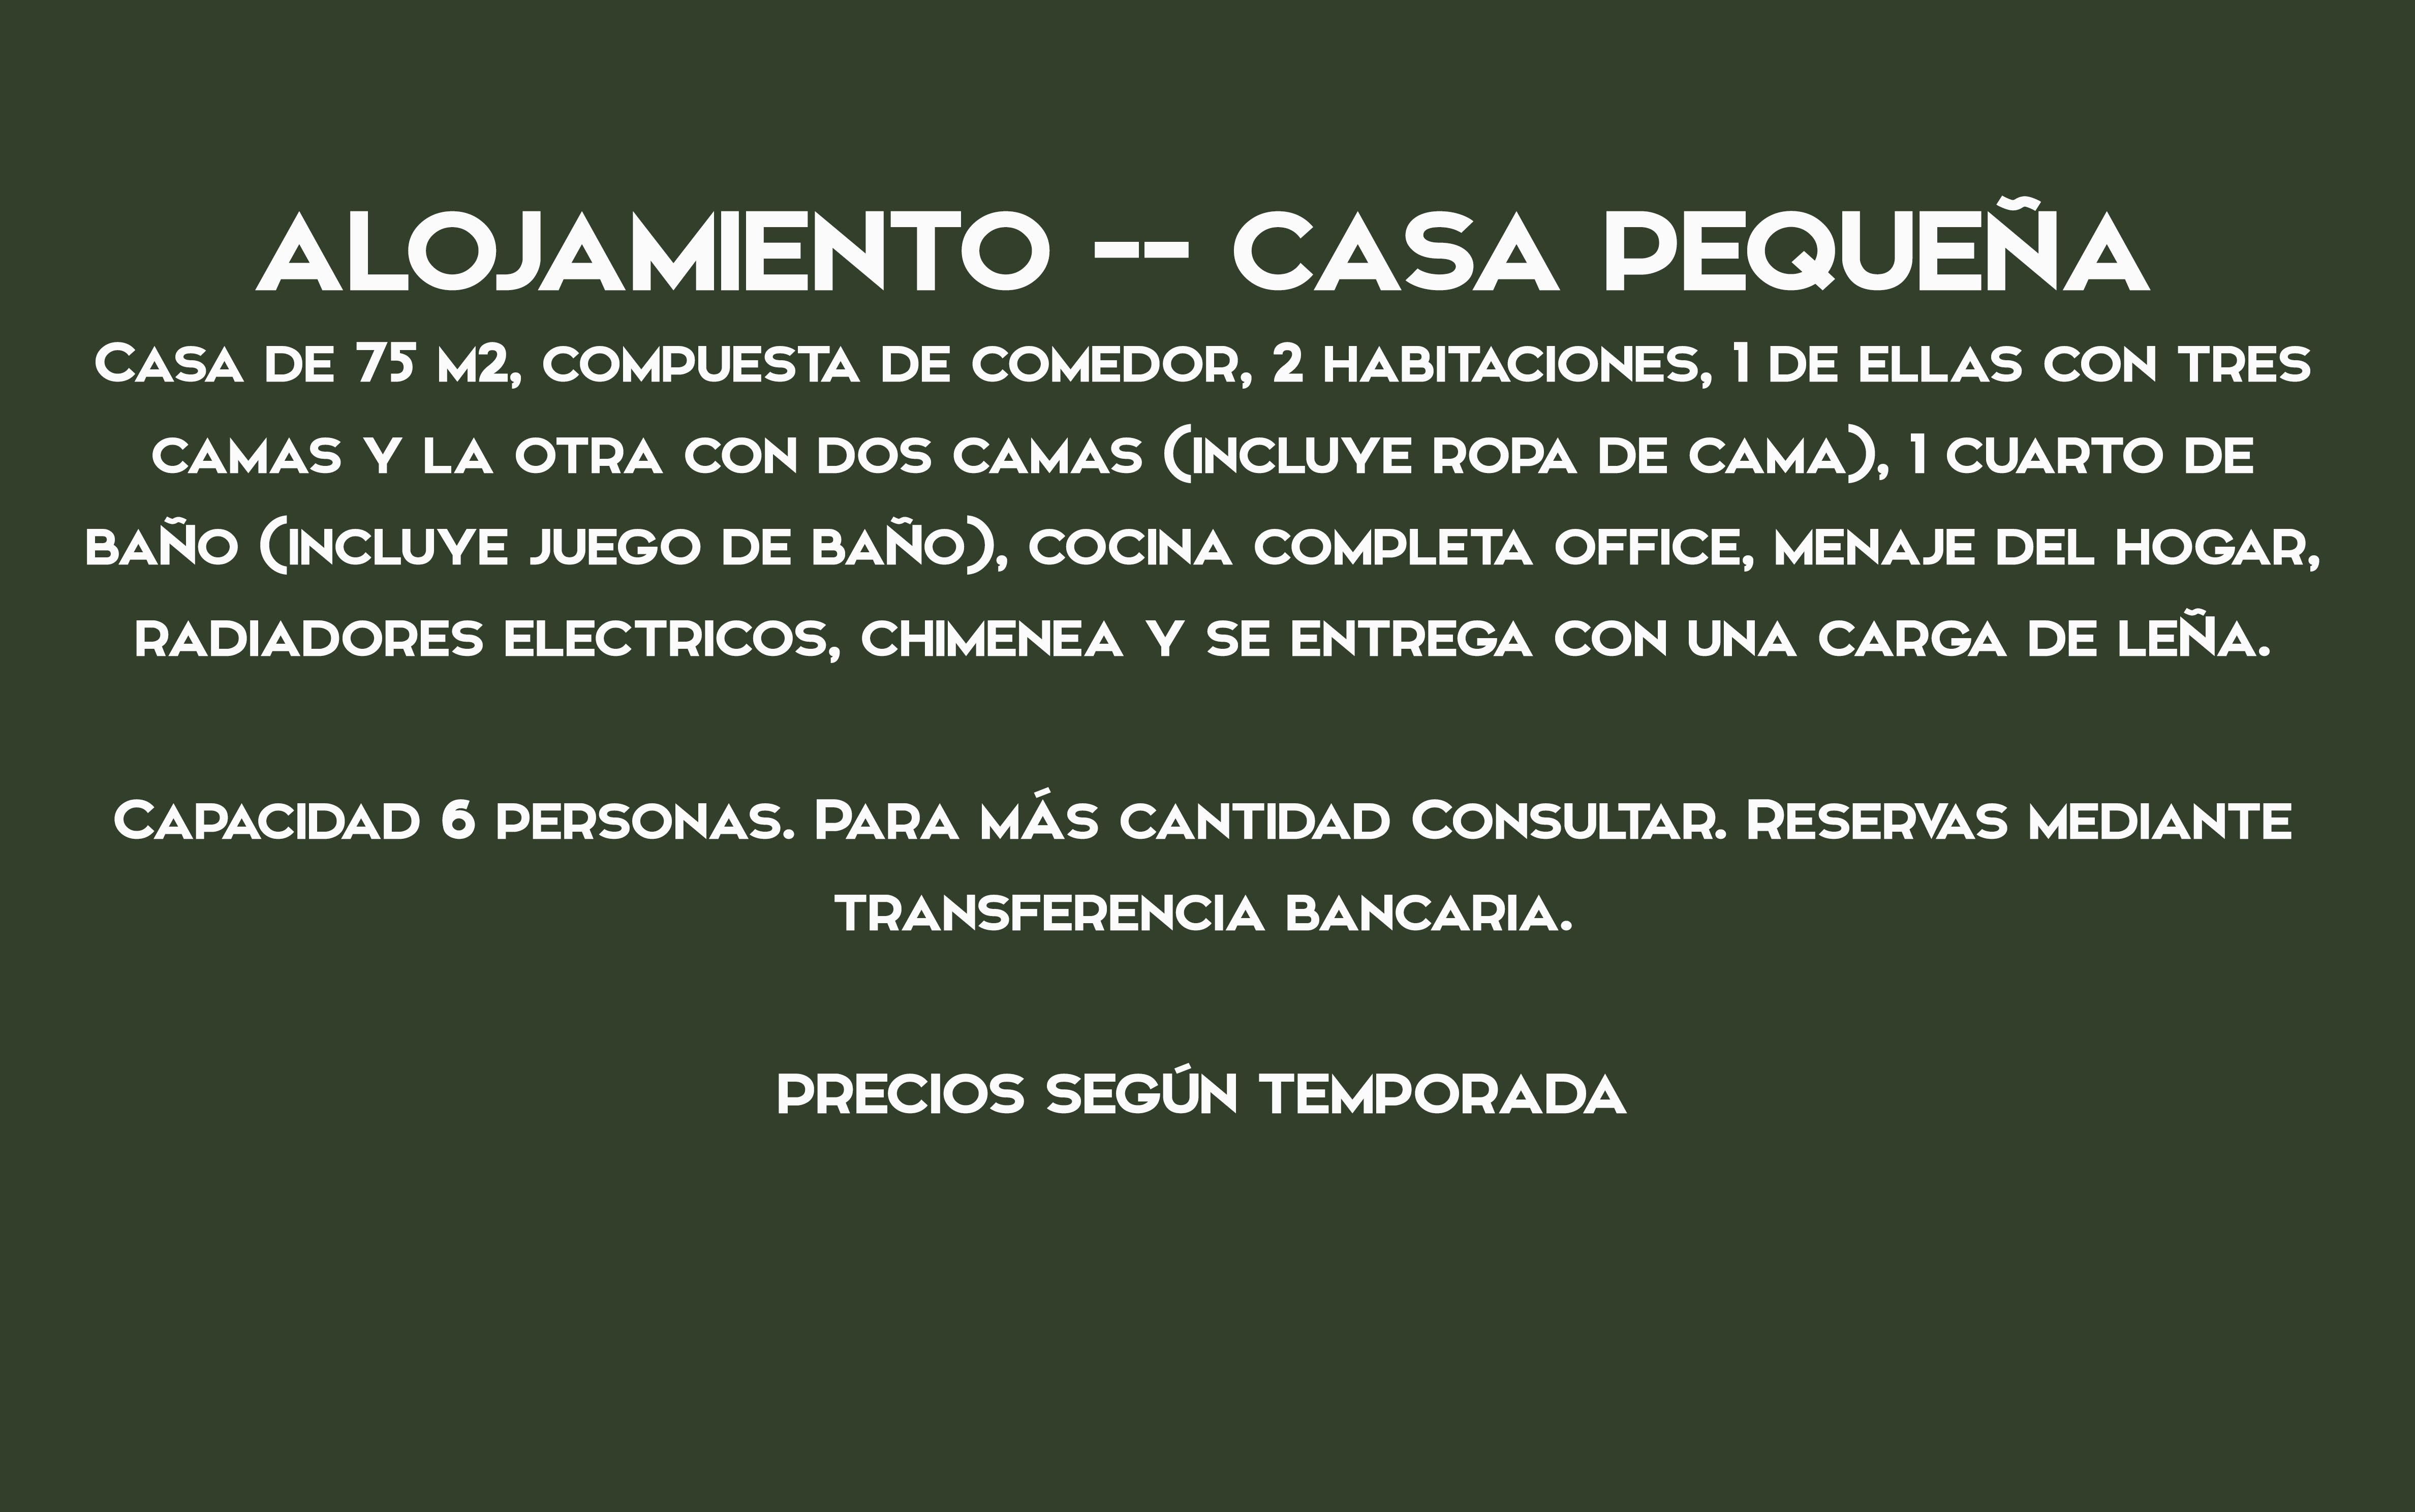 ALOJAMIENTO -- CASA PEQUEÑA
Casa de 75 m2, compuesta de comedor, 2 habitaciones, 1 de ellas con tres
camas y la otra con dos camas (incluye ropa de cama), 1 cuarto de
baño (incluye juego de baño), cocina completa office, menaje del hogar,
radiadores electricos, chimenea y se entrega con una carga de leña.
Capacidad 6 personas. Para más cantidad Consultar. Reservas mediante
transferencia bancaria.
PRECIOS SEGÚN TEMPORADA